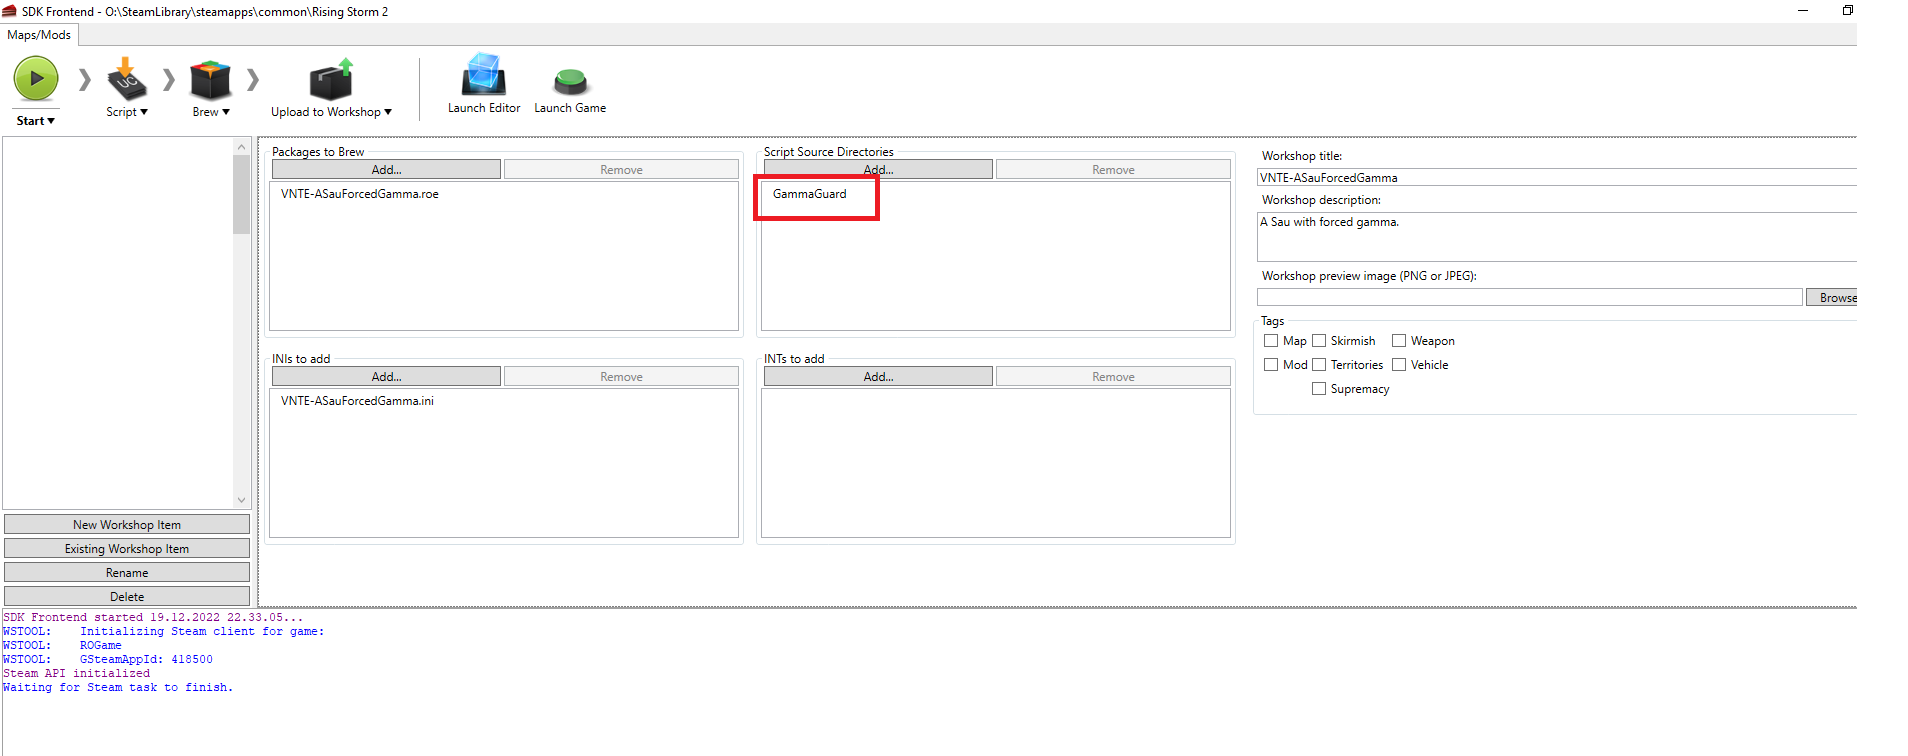 SDK Frontend - O:\SteamLibrary\steamapps\common\Rising Storm 2
Maps/Mods
UC
Start ▾ Script ▾ Brew ▾ Upload to Workshop ▾ Launch Editor Launch Game
Packages to Brew
Add... Remove
VNTE-ASauForcedGamma.roe
Script Source Directories
Add... Remove
GammaGuard
INIs to add
Add... Remove
VNTE-ASauForcedGamma.ini
INTs to add
Add... Remove
Workshop title:
VNTE-ASauForcedGamma
Workshop description:
A Sau with forced gamma.
Workshop preview image (PNG or JPEG):
Browse
Tags
Map Skirmish Weapon
Mod Territories Vehicle
Supremacy
New Workshop Item
Existing Workshop Item
Rename
Delete
SDK Frontend started 19.12.2022 22.33.05...
WSTOOL: Initializing Steam client for game:
WSTOOL: ROGame
WSTOOL: GSteamAppId: 418500
Steam API initialized
Waiting for Steam task to finish.